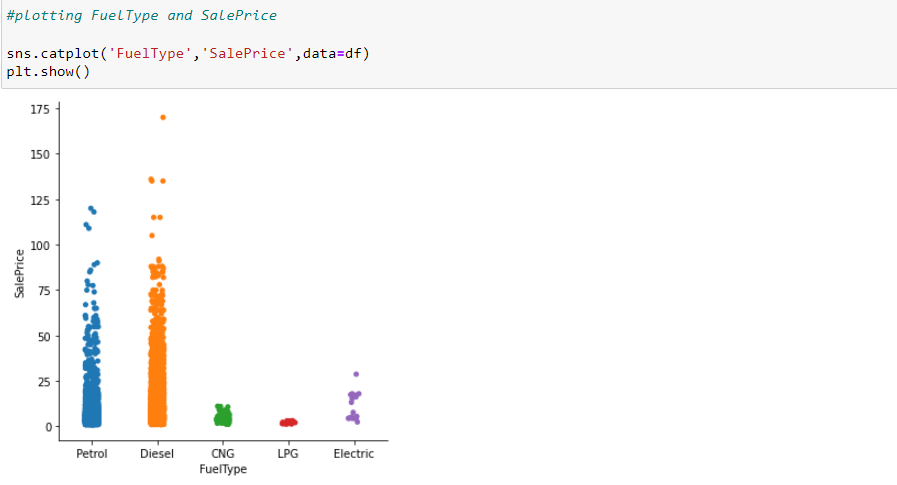 #plotting FuelType and SalePrice
sns.catplot('FuelType','SalePrice',data=df)
plt.show()
175
150
125
100
75
50
25
0
SalePrice
Petrol Diesel CNG LPG Electric
FuelType